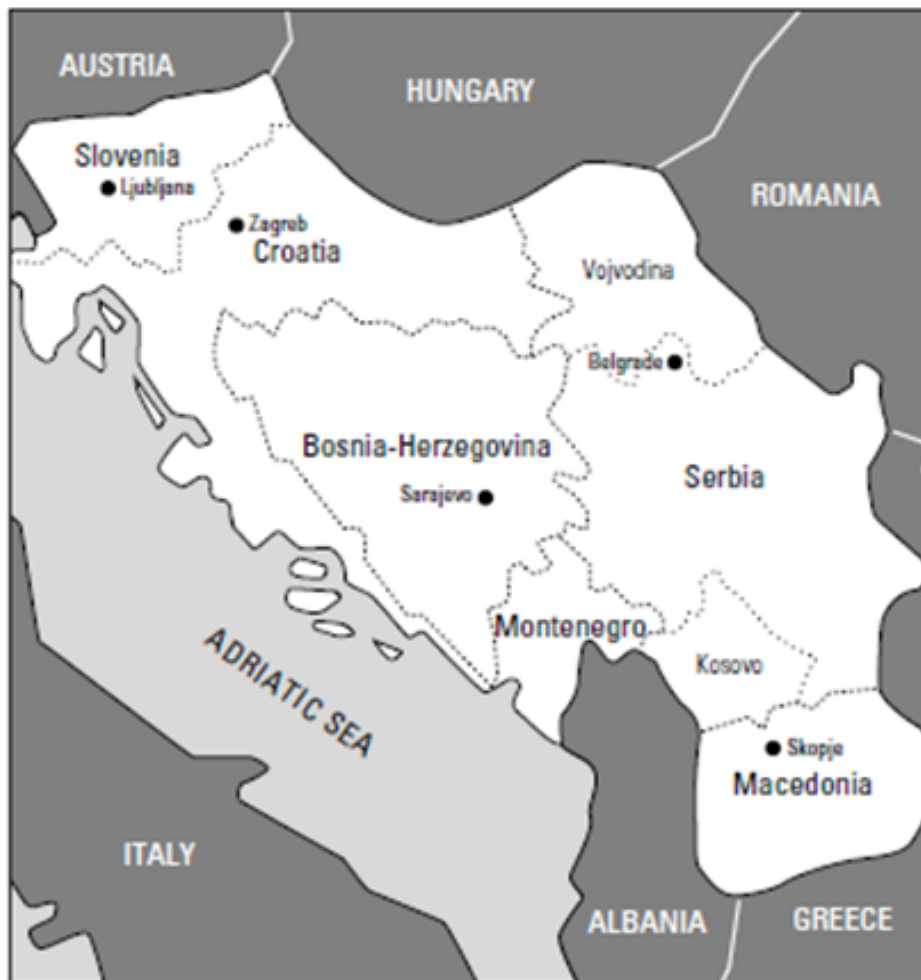 AUSTRIA
HUNGARY
Slovenia
Ljubljana
ROMANIA
Zagreb
Croatia
Vojvodina
Belgrade
Bosnia-Herzegovina
Serbia
Sarajevo
Montenegro
Kosovo
ADRIATIC SEA
Skopje
Macedonia
ITALY
ALBANIA
GREECE